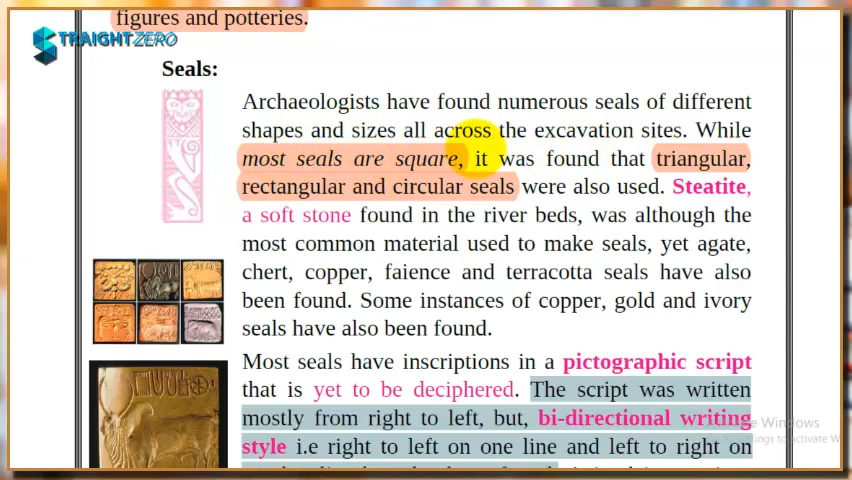 figures and potteries.
STRAIGHTZERO
Seals:
Archaeologists have found numerous seals of different
shapes and sizes all across the excavation sites. While
most seals are square, it was found that triangular,
rectangular and circular seals were also used. Steatite,
a soft stone found in the river beds, was although the
most common material used to make seals, yet agate,
chert, copper, faience and terracotta seals have also
been found. Some instances of copper, gold and ivory
seals have also been found.
Most seals have inscriptions in a pictographic script
that is yet to be deciphered. The script was written
mostly from right to left, but, bi-directional writing
style i.e right to left on one line and left to right on
Windows
to activate W